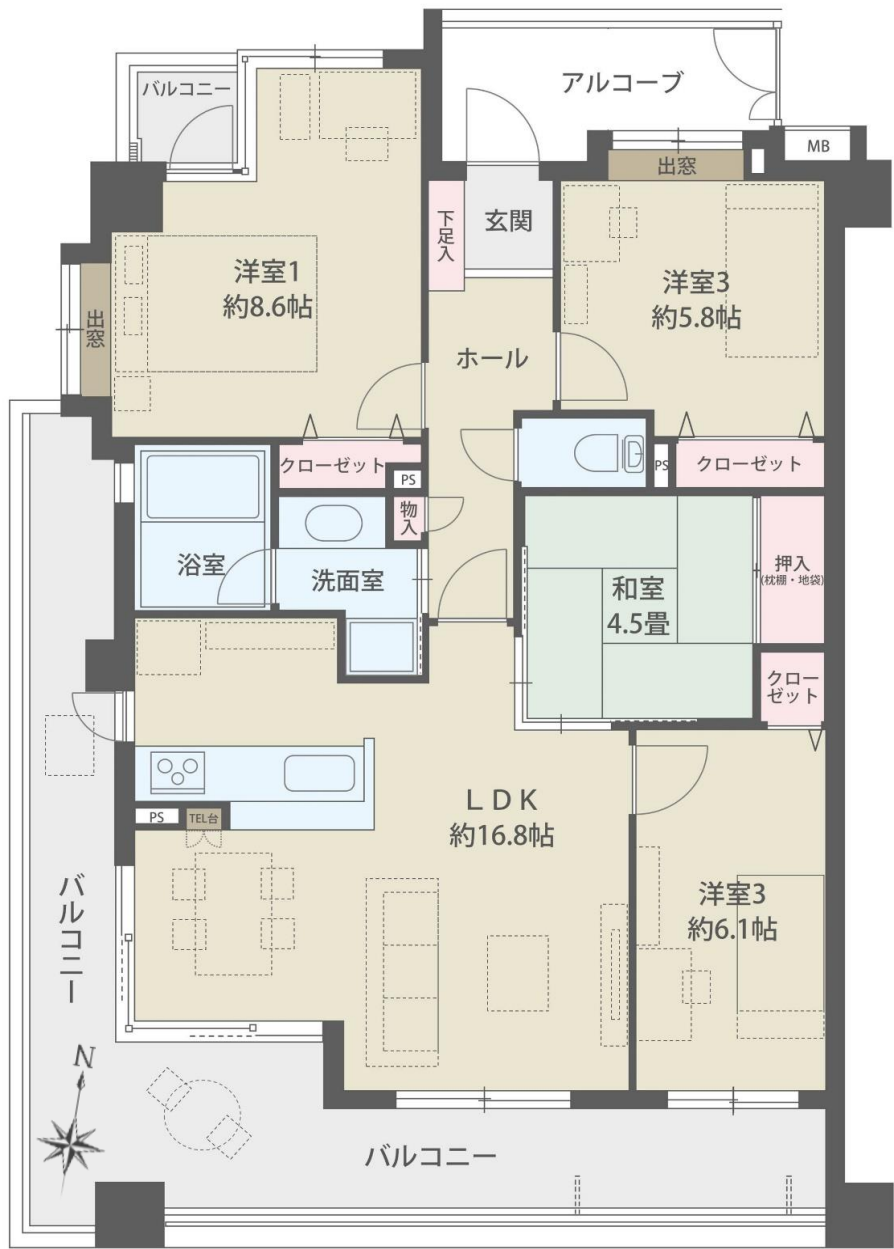 アルコーブ
バルコニー
MB
出窓
下足入
玄関
洋室1
約8.6帖
洋室3
約5.8帖
出窓
ホール
クローゼット
PS
PS
クローゼット
物入
浴室
洗面室
和室
4.5畳
押入
(枕棚・地袋)
クロー
ゼット
LDK
約16.8帖
PS
TEL台
バルコニー
洋室3
約6.1帖
N
バルコニー